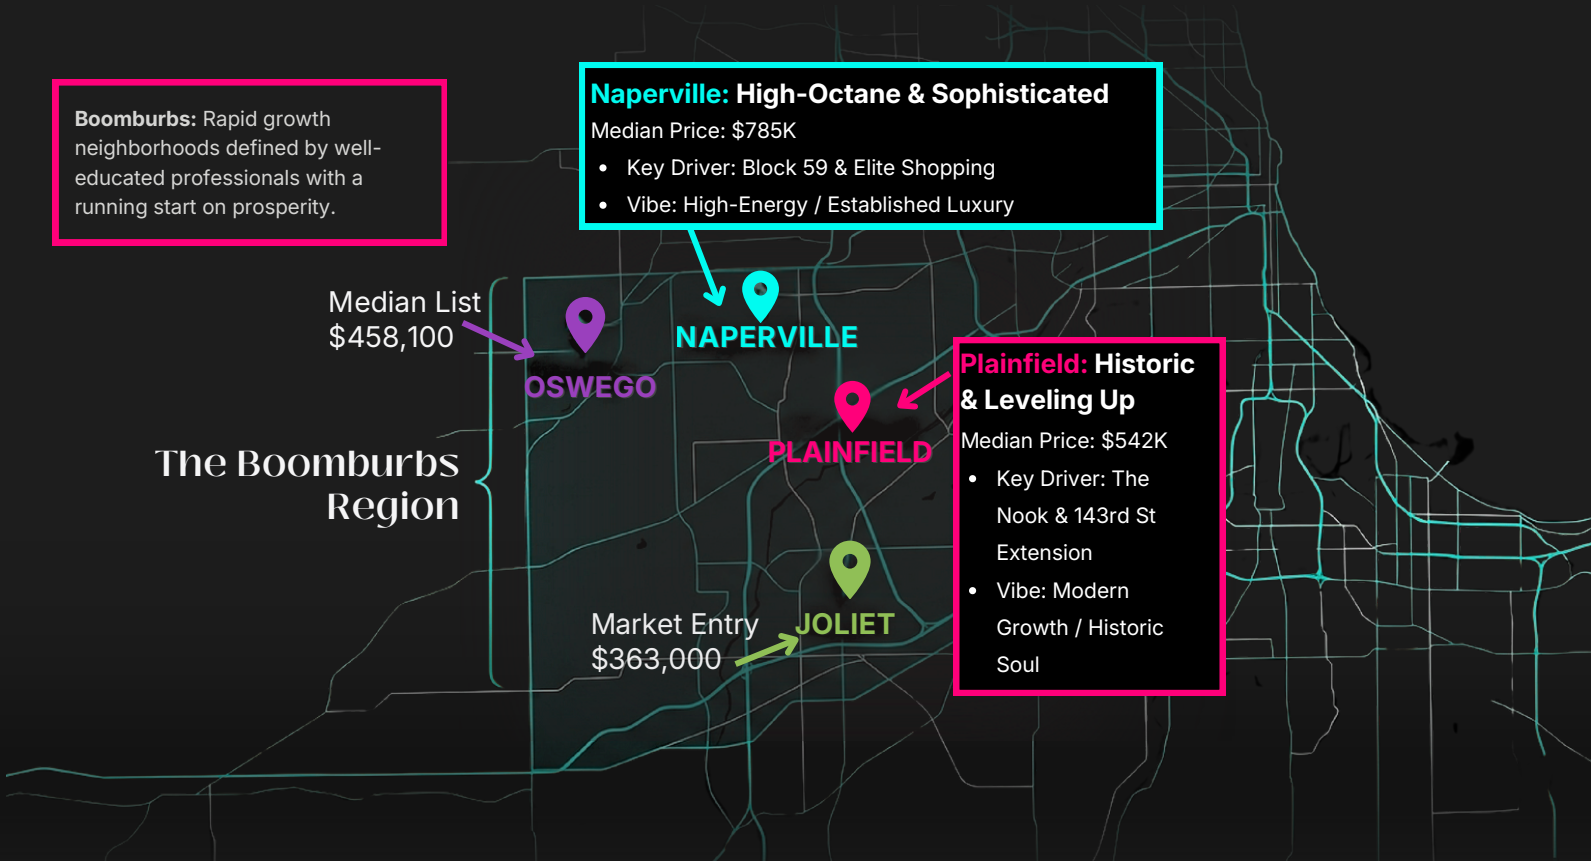 Boomburbs: Rapid growth
neighborhoods defined by well-
educated professionals with a
running start on prosperity.
Naperville: High-Octane & Sophisticated
Median Price: $785K
• Key Driver: Block 59 & Elite Shopping
• Vibe: High-Energy / Established Luxury
Median List
$458,100
OSWEGO
NAPERVILLE
PLAINFIELD
Plainfield: Historic
& Leveling Up
Median Price: $542K
• Key Driver: The
Nook & 143rd St
Extension
• Vibe: Modern
Growth / Historic
Soul
The Boomburbs
Region
Market Entry
$363,000
JOLIET